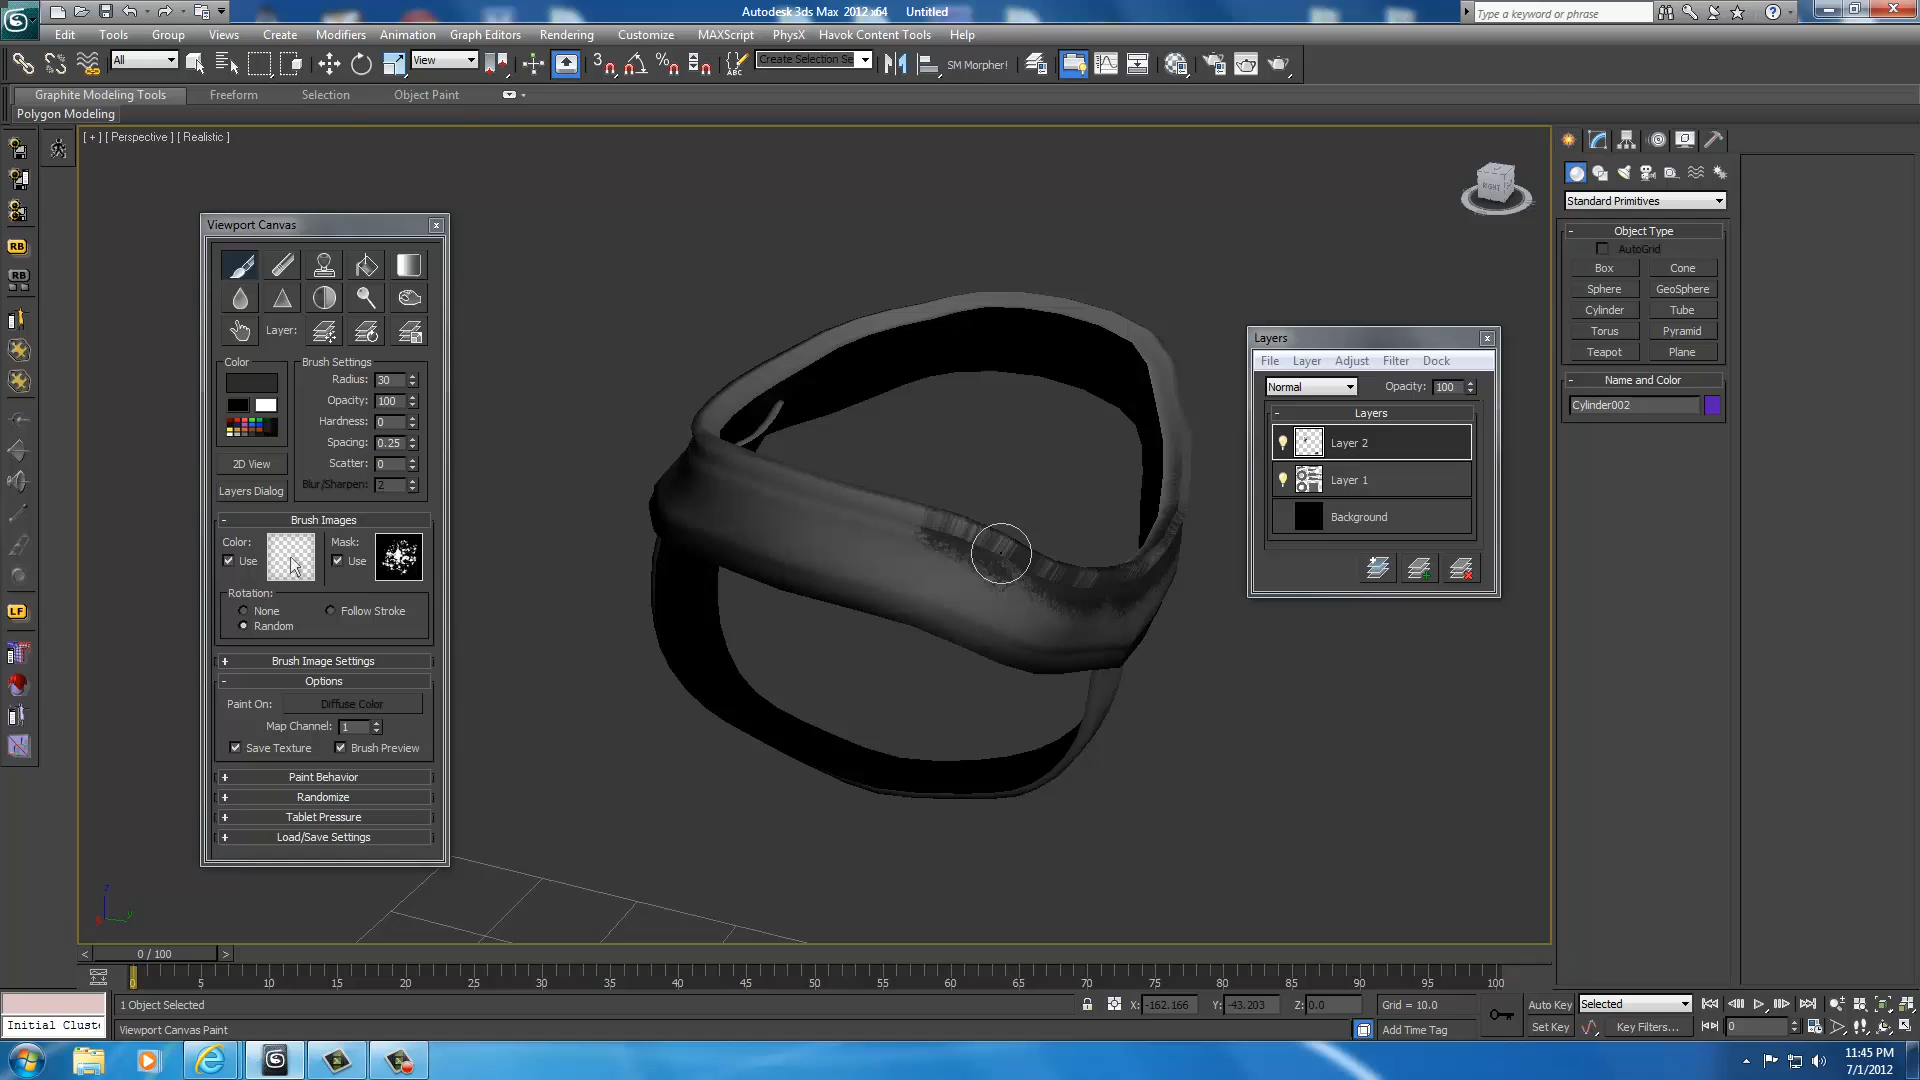 Autodesk 3ds Max 2012 x64 Untitled
Type a keyword or phrase
Edit Tools Group Views Create Modifiers Animation Graph Editors Rendering Customize MAXScript PhysX Havok Content Tools Help
All
View
3
ABC
Create Selection Se
SM Morpher!
Graphite Modeling Tools Freeform Selection Object Paint
Polygon Modeling
[ + ] [ Perspective ] [ Realistic ]
RIGHT
RB
RB
LF
Viewport Canvas
Layer:
Color
Brush Settings
Radius: 30
Opacity: 100
Hardness: 0
Spacing: 0.25
Scatter: 0
Blur/Sharpen: 2
2D View
Layers Dialog
- Brush Images
Color: Mask:
Use Use
Rotation:
None Follow Stroke
Random
+ Brush Image Settings
- Options
Paint On: Diffuse Color
Map Channel: 1
Save Texture Brush Preview
+ Paint Behavior
+ Randomize
+ Tablet Pressure
+ Load/Save Settings
Layers
File Layer Adjust Filter Dock
Normal Opacity: 100
- Layers
Layer 2
Layer 1
Background
Standard Primitives
- Object Type
AutoGrid
Box Cone
Sphere GeoSphere
Cylinder Tube
Torus Pyramid
Teapot Plane
- Name and Color
Cylinder002
z
x y
< 0 / 100 >
0 5 10 15 20 25 30 35 40 45 50 55 60 65 70 75 80 85 90 95 100
1 Object Selected X: -162.166 Y: -43.203 Z: 0.0 Grid = 10.0 Auto Key Selected
Initial Cluste Viewport Canvas Paint Add Time Tag Set Key Key Filters... 0
11:45 PM
7/1/2012